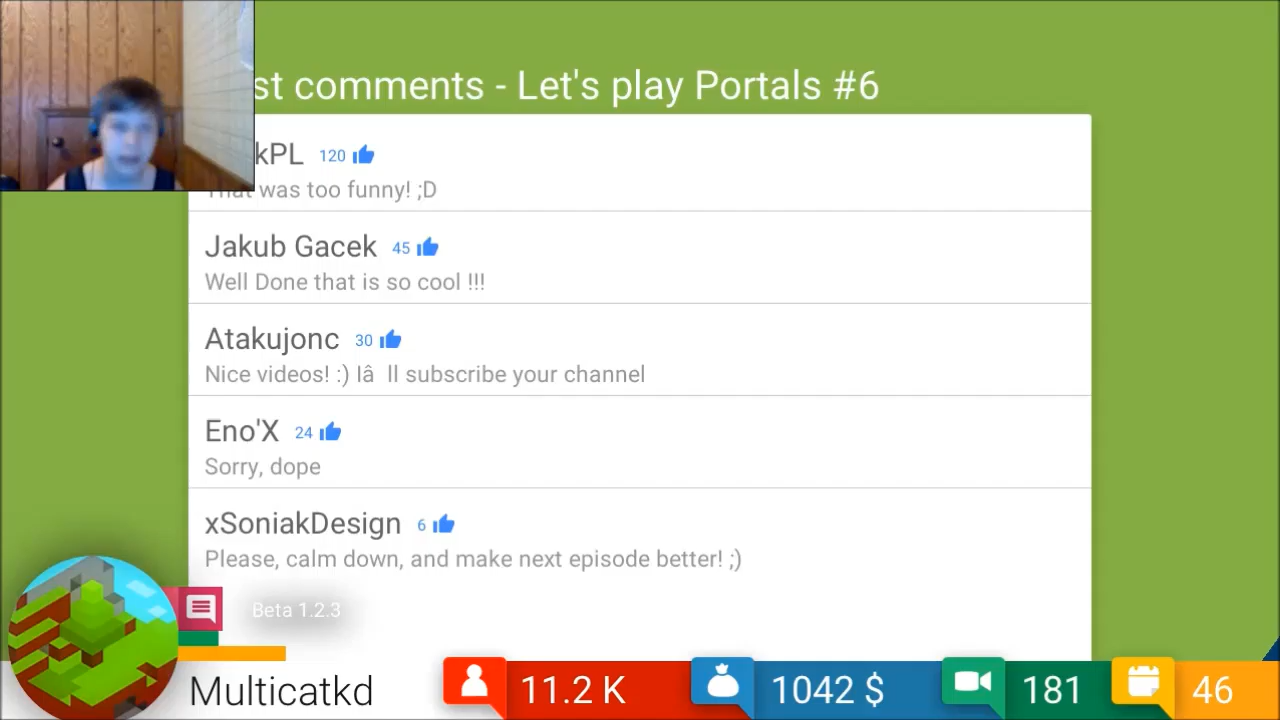 st comments - Let's play Portals #6
kPL 120
That was too funny! ;D
Jakub Gacek 45
Well Done that is so cool !!!
Atakujonc 30
Nice videos! :) Iâ ll subscribe your channel
Eno'X 24
Sorry, dope
xSoniakDesign 6
Please, calm down, and make next episode better! ;)
Beta 1.2.3
Multicatkd 11.2 K 1042 $ 181 46